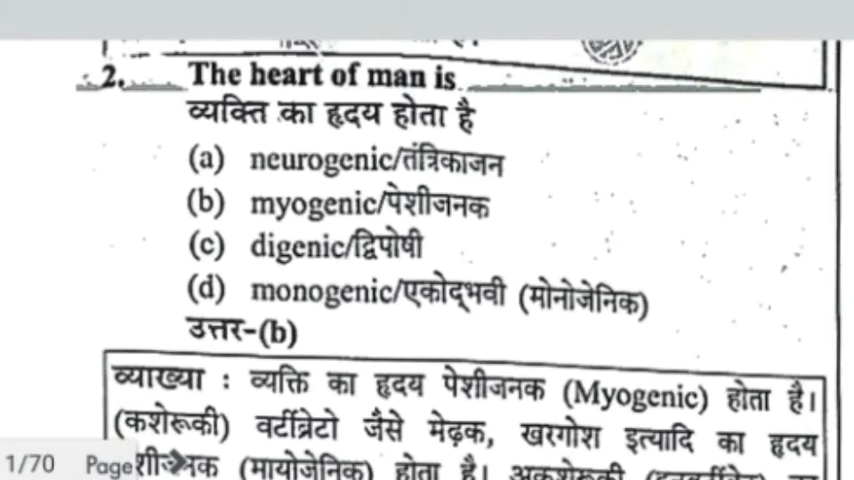 2. The heart of man is
व्यक्ति का हृदय होता है
(a) neurogenic/तंत्रिकाजन
(b) myogenic/पेशीजनक
(c) digenic/द्विपोषी
(d) monogenic/एकोद्भवी (मोनोजेनिक)
उत्तर-(b)
व्याख्या : व्यक्ति का हृदय पेशीजनक (Myogenic) होता है।
(कशेरूकी) वर्टीब्रेटो जैसे मेढ़क, खरगोश इत्यादि का हृदय
(मायोजेनिक) होता है। अकशेरूकी
1/70 Page